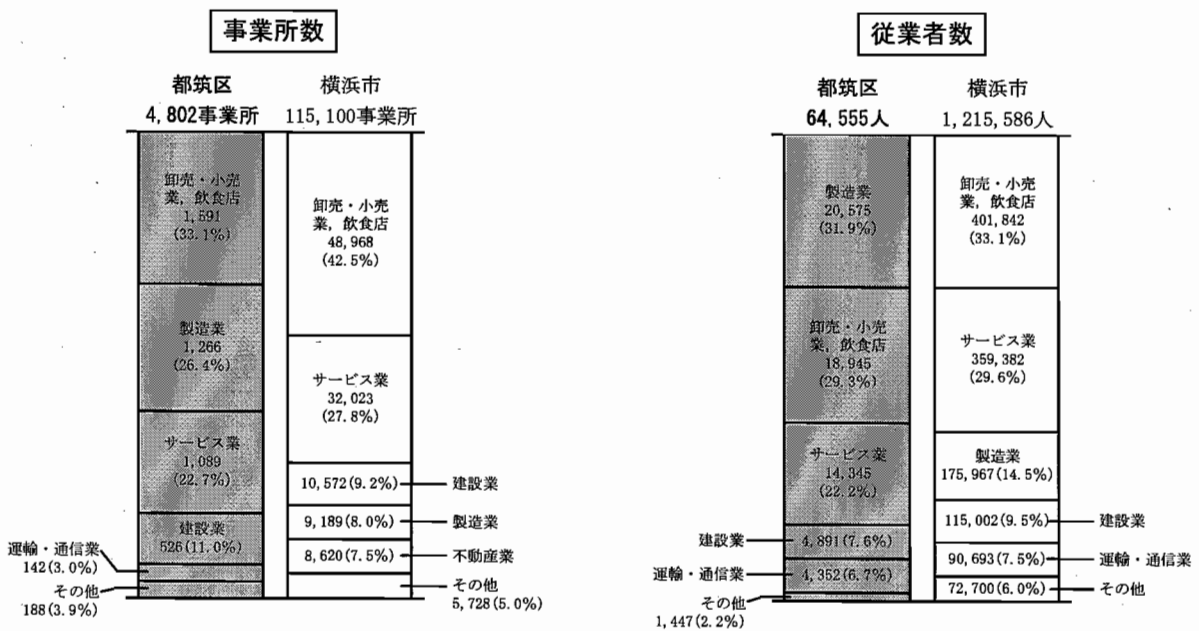 事業所数
都筑区
4,802事業所
横浜市
115,100事業所
卸売・小売
業，飲食店
1,591
(33.1%)
製造業
1,266
(26.4%)
サービス業
1,089
(22.7%)
建設業
526(11.0%)
運輸・通信業
142(3.0%)
その他
188(3.9%)
卸売・小売
業，飲食店
48,968
(42.5%)
サービス業
32,023
(27.8%)
10,572(9.2%)
建設業
9,189(8.0%)
製造業
8,620(7.5%)
不動産業
その他
5,728(5.0%)
従業者数
都筑区
64,555人
横浜市
1,215,586人
製造業
20,575
(31.9%)
卸売・小売
業，飲食店
18,945
(29.3%)
サービス業
14,345
(22.2%)
建設業
4,891(7.6%)
運輸・通信業
4,352(6.7%)
その他
1,447(2.2%)
卸売・小売
業，飲食店
401,842
(33.1%)
サービス業
359,382
(29.6%)
製造業
175,967(14.5%)
115,002(9.5%)
建設業
90,693(7.5%)
運輸・通信業
72,700(6.0%)
その他